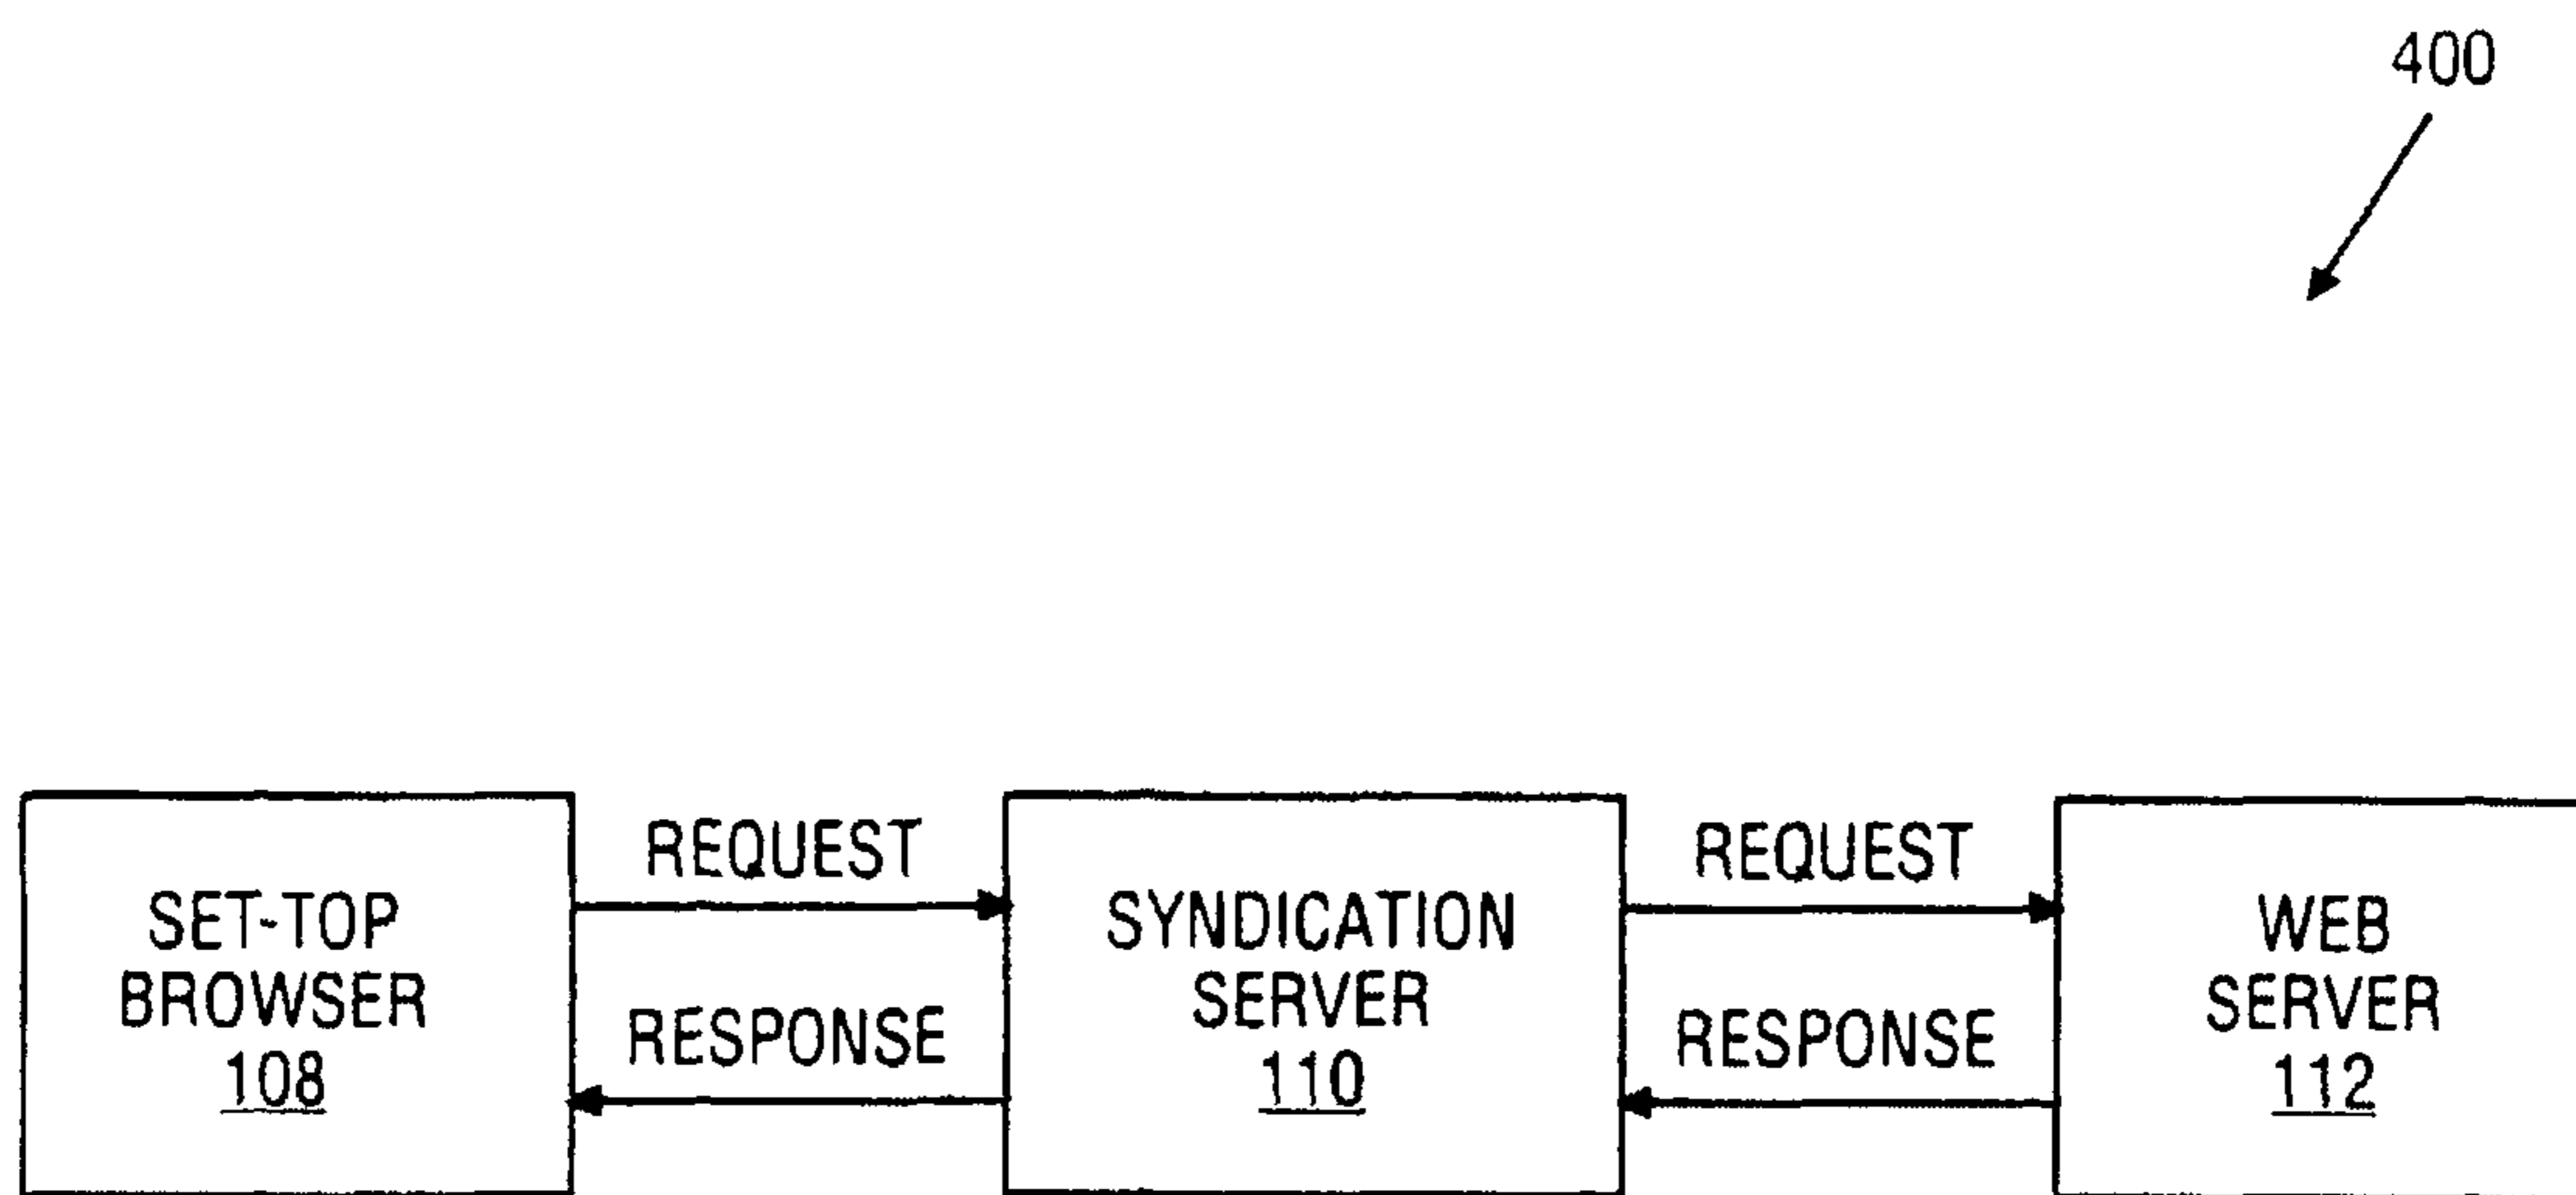 400
REQUEST
REQUEST
SET-TOP
BROWSER
108
SYNDICATION
SERVER
110
WEB
SERVER
112
RESPONSE
RESPONSE